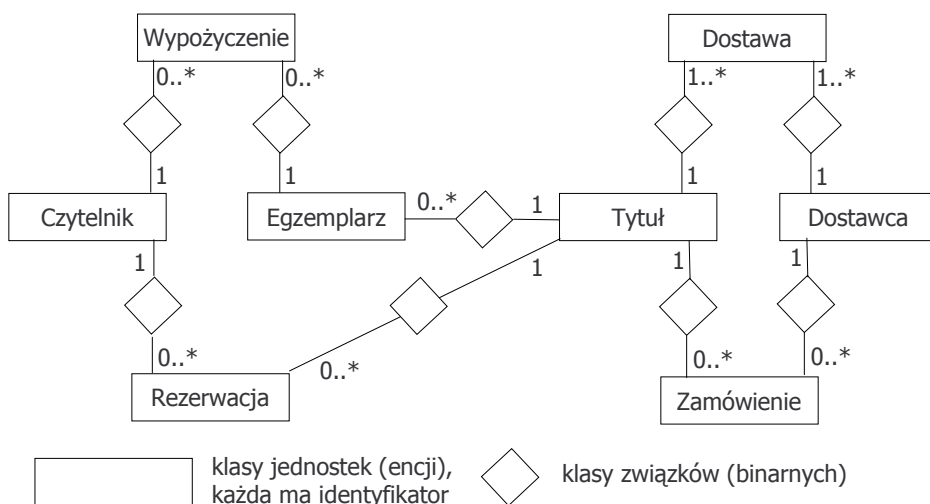 Wypożyczenie
Dostawa
0..*
0..*
1..*
1..*
1
1
1
1
Czytelnik
Egzemplarz
0..*
1
Tytuł
Dostawca
1
1
1
1
0..*
0..*
0..*
0..*
Rezerwacja
Zamówienie
klasy jednostek (encji),
każda ma identyfikator
klasy związków (binarnych)